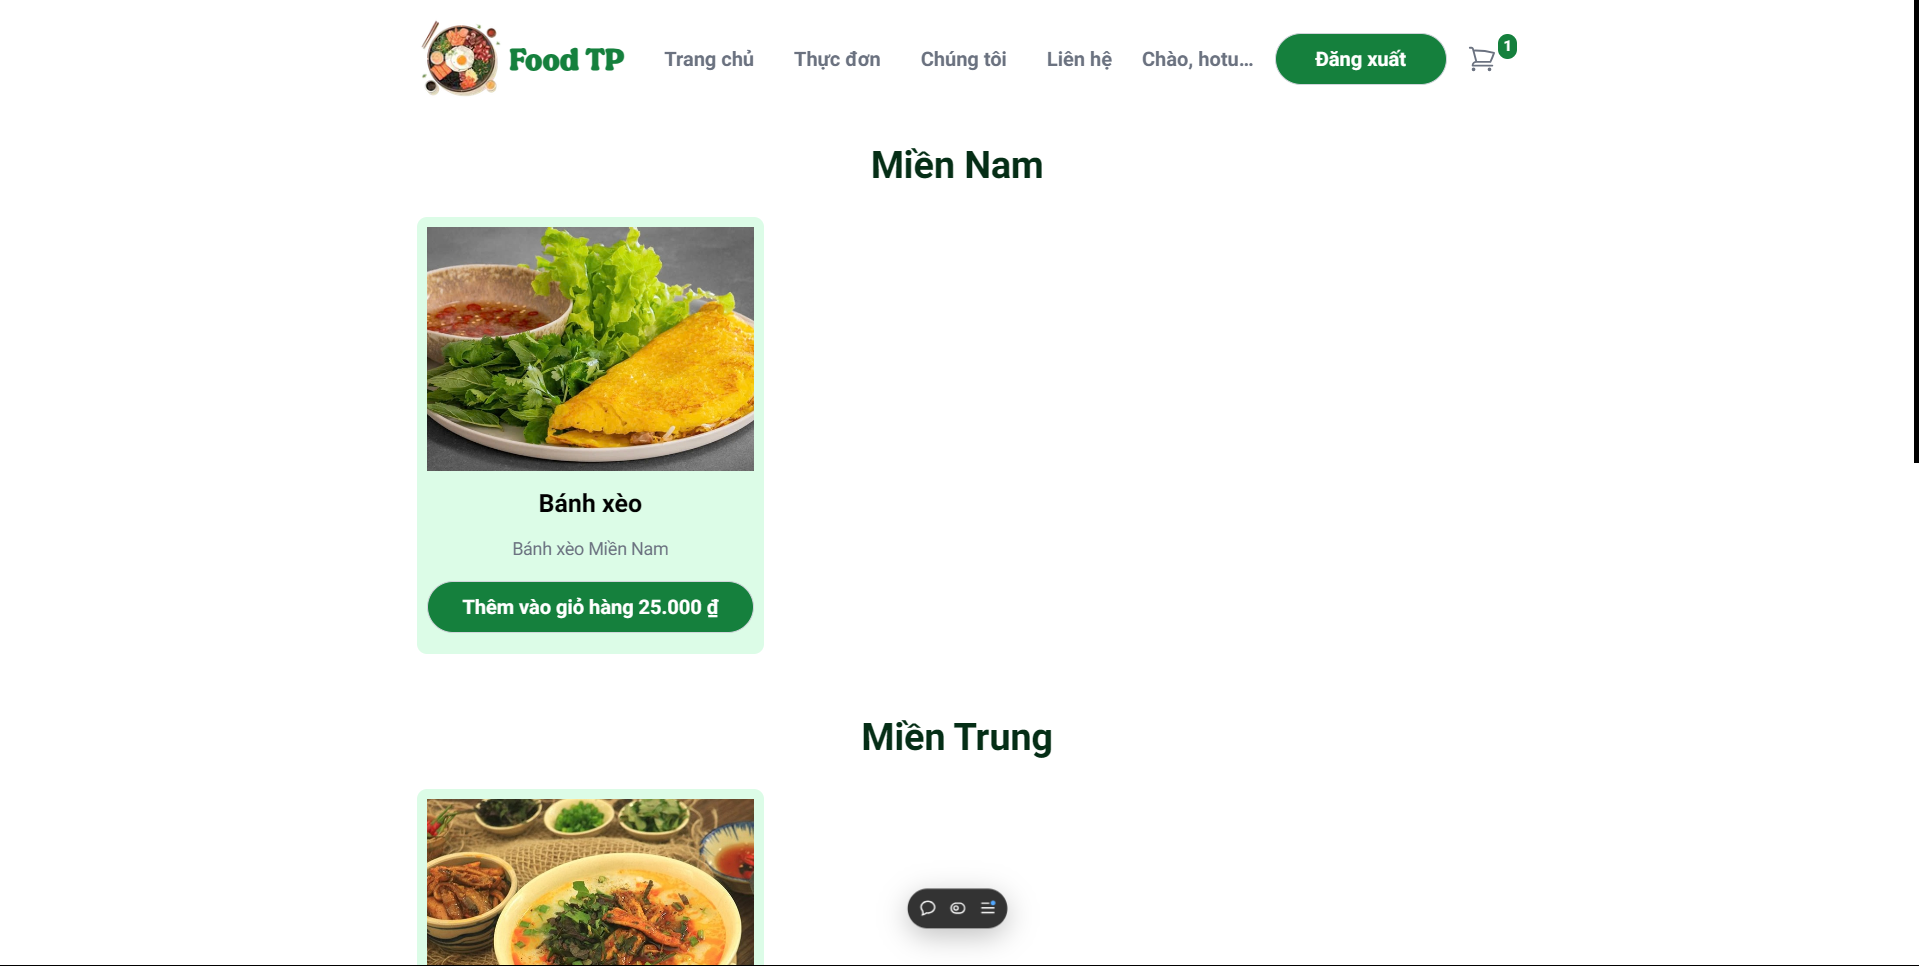 Food TP
Trang chủ
Thực đơn
Chúng tôi
Liên hệ
Chào, hotu...
Đăng xuất
1
Miền Nam
Bánh xèo
Bánh xèo Miền Nam
Thêm vào giỏ hàng 25.000 ₫
Miền Trung